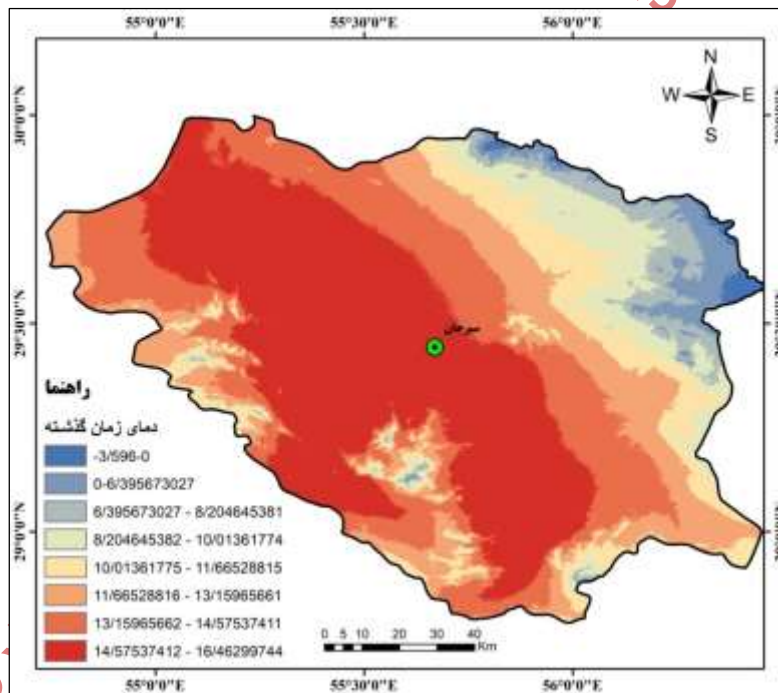 55°0'0"E 55°30'0"E 56°0'0"E
N
W E
S
30°0'0"N
29°30'0"N
29°0'0"N
سیرجان
راهنما
دمای زمان گذشته
-3/596-0
0-6/395673027
6/395673027 - 8/204645381
8/204645382 - 10/01361774
10/01361775 - 11/66528815
11/66528816 - 13/15965661
13/15965662 - 14/57537411
14/57537412 - 16/46299744
0 5 10 20 30 40
Km
55°0'0"E 55°30'0"E 56°0'0"E